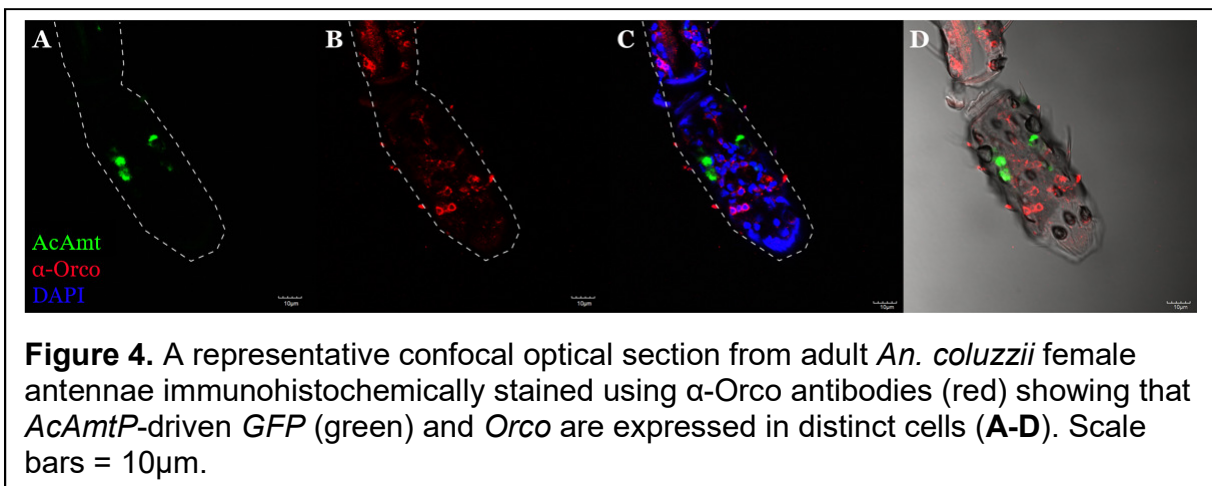 A B C D
AcAmt
α-Orco
DAPI
10µm 10µm 10µm 10µm
Figure 4. A representative confocal optical section from adult An. coluzzii female
antennae immunohistochemically stained using α-Orco antibodies (red) showing that
AcAmtP-driven GFP (green) and Orco are expressed in distinct cells (A-D). Scale
bars = 10µm.